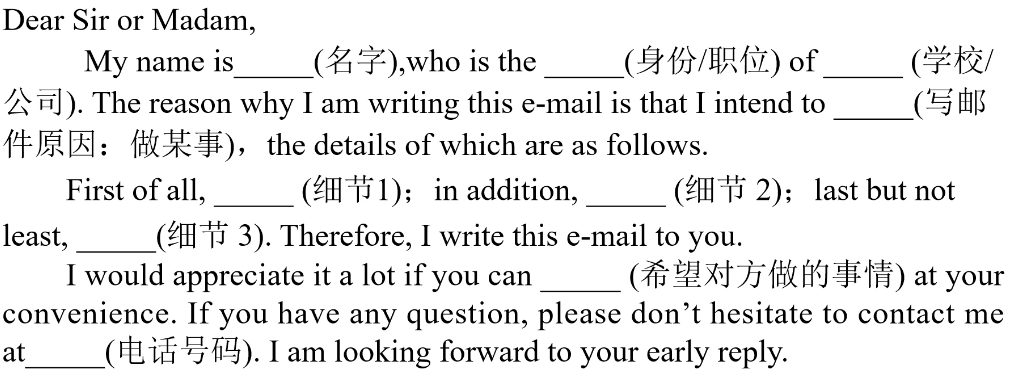 Dear Sir or Madam,
My name is_____(名字),who is the _____(身份/职位) of _____ (学校/
公司). The reason why I am writing this e-mail is that I intend to _____(写邮
件原因：做某事)，the details of which are as follows.
First of all, _____ (细节1)；in addition, _____ (细节 2)；last but not
least, _____(细节 3). Therefore, I write this e-mail to you.
I would appreciate it a lot if you can _____ (希望对方做的事情) at your
convenience. If you have any question, please don’t hesitate to contact me
at_____(电话号码). I am looking forward to your early reply.